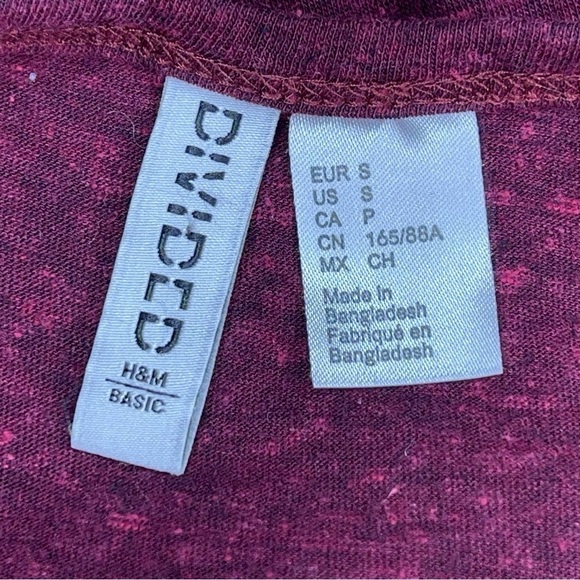 DIVIDED
H&M
BASIC
EUR S
US S
CA P
CN 165/88A
MX CH
Made in
Bangladesh
Fabriqué en
Bangladesh